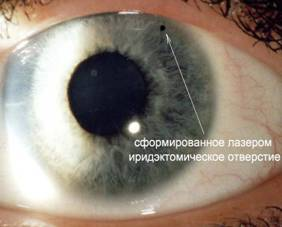 сформированное лазером
иридэктомическое отверстие